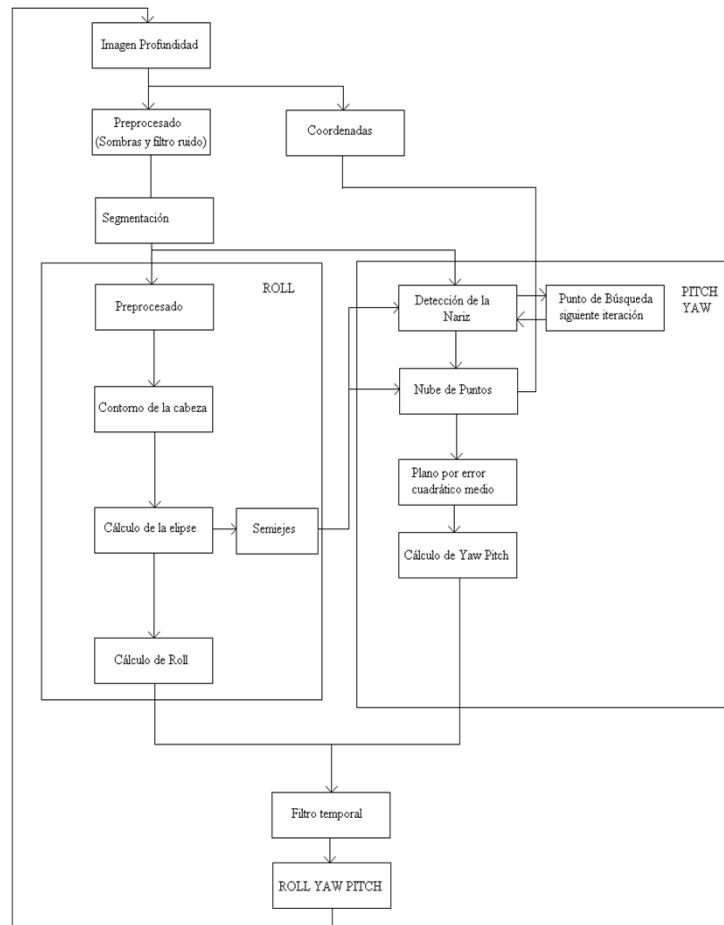 Imagen Profundidad
Preprocesado
(Sombras y filtro ruido)
Coordenadas
Segmentación
ROLL
Preprocesado
Contorno de la cabeza
Cálculo de la elipse
Semiejes
Cálculo de Roll
PITCH
YAW
Detección de la
Nariz
Punto de Búsqueda
siguiente iteración
Nube de Puntos
Plano por error
cuadrático medio
Cálculo de Yaw Pitch
Filtro temporal
ROLL YAW PITCH